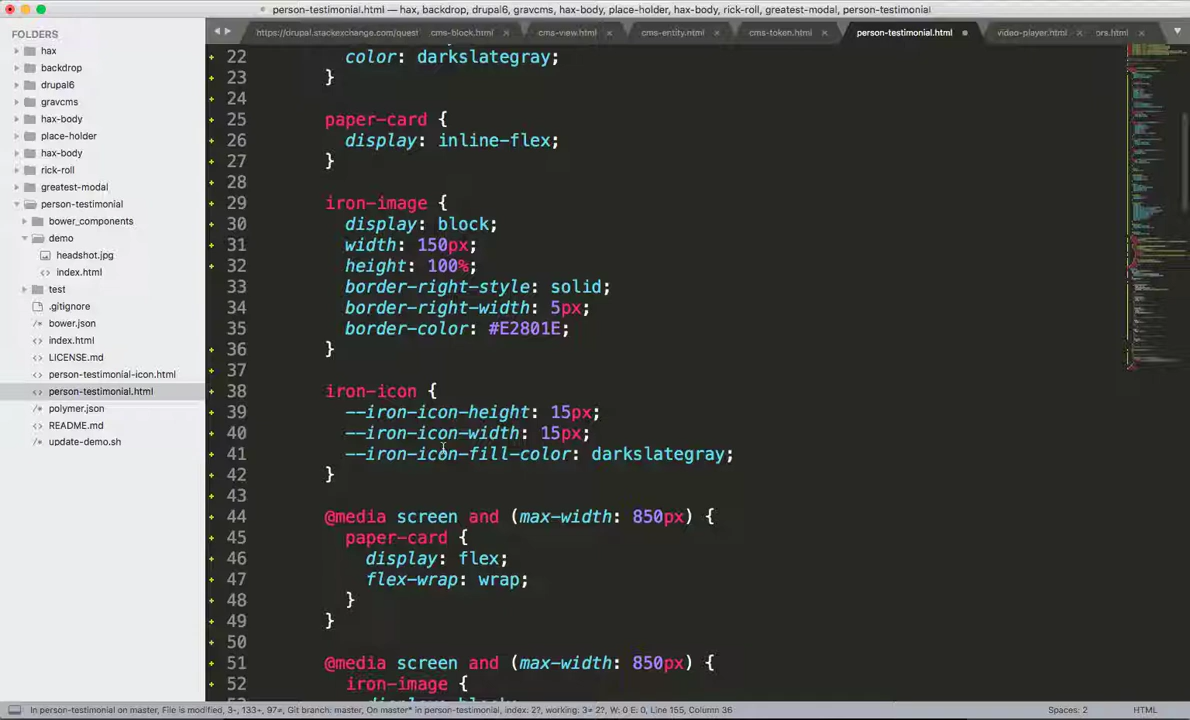 person-testimonial.html — hax, backdrop, drupal6, gravcms, hax-body, place-holder, hax-body, rick-roll, greatest-modal, person-testimonial
FOLDERS
hax
backdrop
drupal6
gravcms
hax-body
place-holder
hax-body
rick-roll
greatest-modal
person-testimonial
bower_components
demo
headshot.jpg
index.html
test
.gitignore
bower.json
index.html
LICENSE.md
person-testimonial-icon.html
person-testimonial.html
polymer.json
README.md
update-demo.sh
https://drupal.stackexchange.com/quest cms-block.html cms-view.html cms-entity.html cms-token.html person-testimonial.html video-player.html ors.html
22 color: darkslategray;
23 }
24
25 paper-card {
26 display: inline-flex;
27 }
28
29 iron-image {
30 display: block;
31 width: 150px;
32 height: 100%;
33 border-right-style: solid;
34 border-right-width: 5px;
35 border-color: #E2801E;
36 }
37
38 iron-icon {
39 --iron-icon-height: 15px;
40 --iron-icon-width: 15px;
41 --iron-icon-fill-color: darkslategray;
42 }
43
44 @media screen and (max-width: 850px) {
45 paper-card {
46 display: flex;
47 flex-wrap: wrap;
48 }
49 }
50
51 @media screen and (max-width: 850px) {
52 iron-image {
In person-testimonial on master, File is modified, 3-, 133+, 97≠, Git branch: master, On master* in person-testimonial, index: 2?, working: 3≠ 2?, W: 0 E: 0, Line 155, Column 36
Spaces: 2
HTML